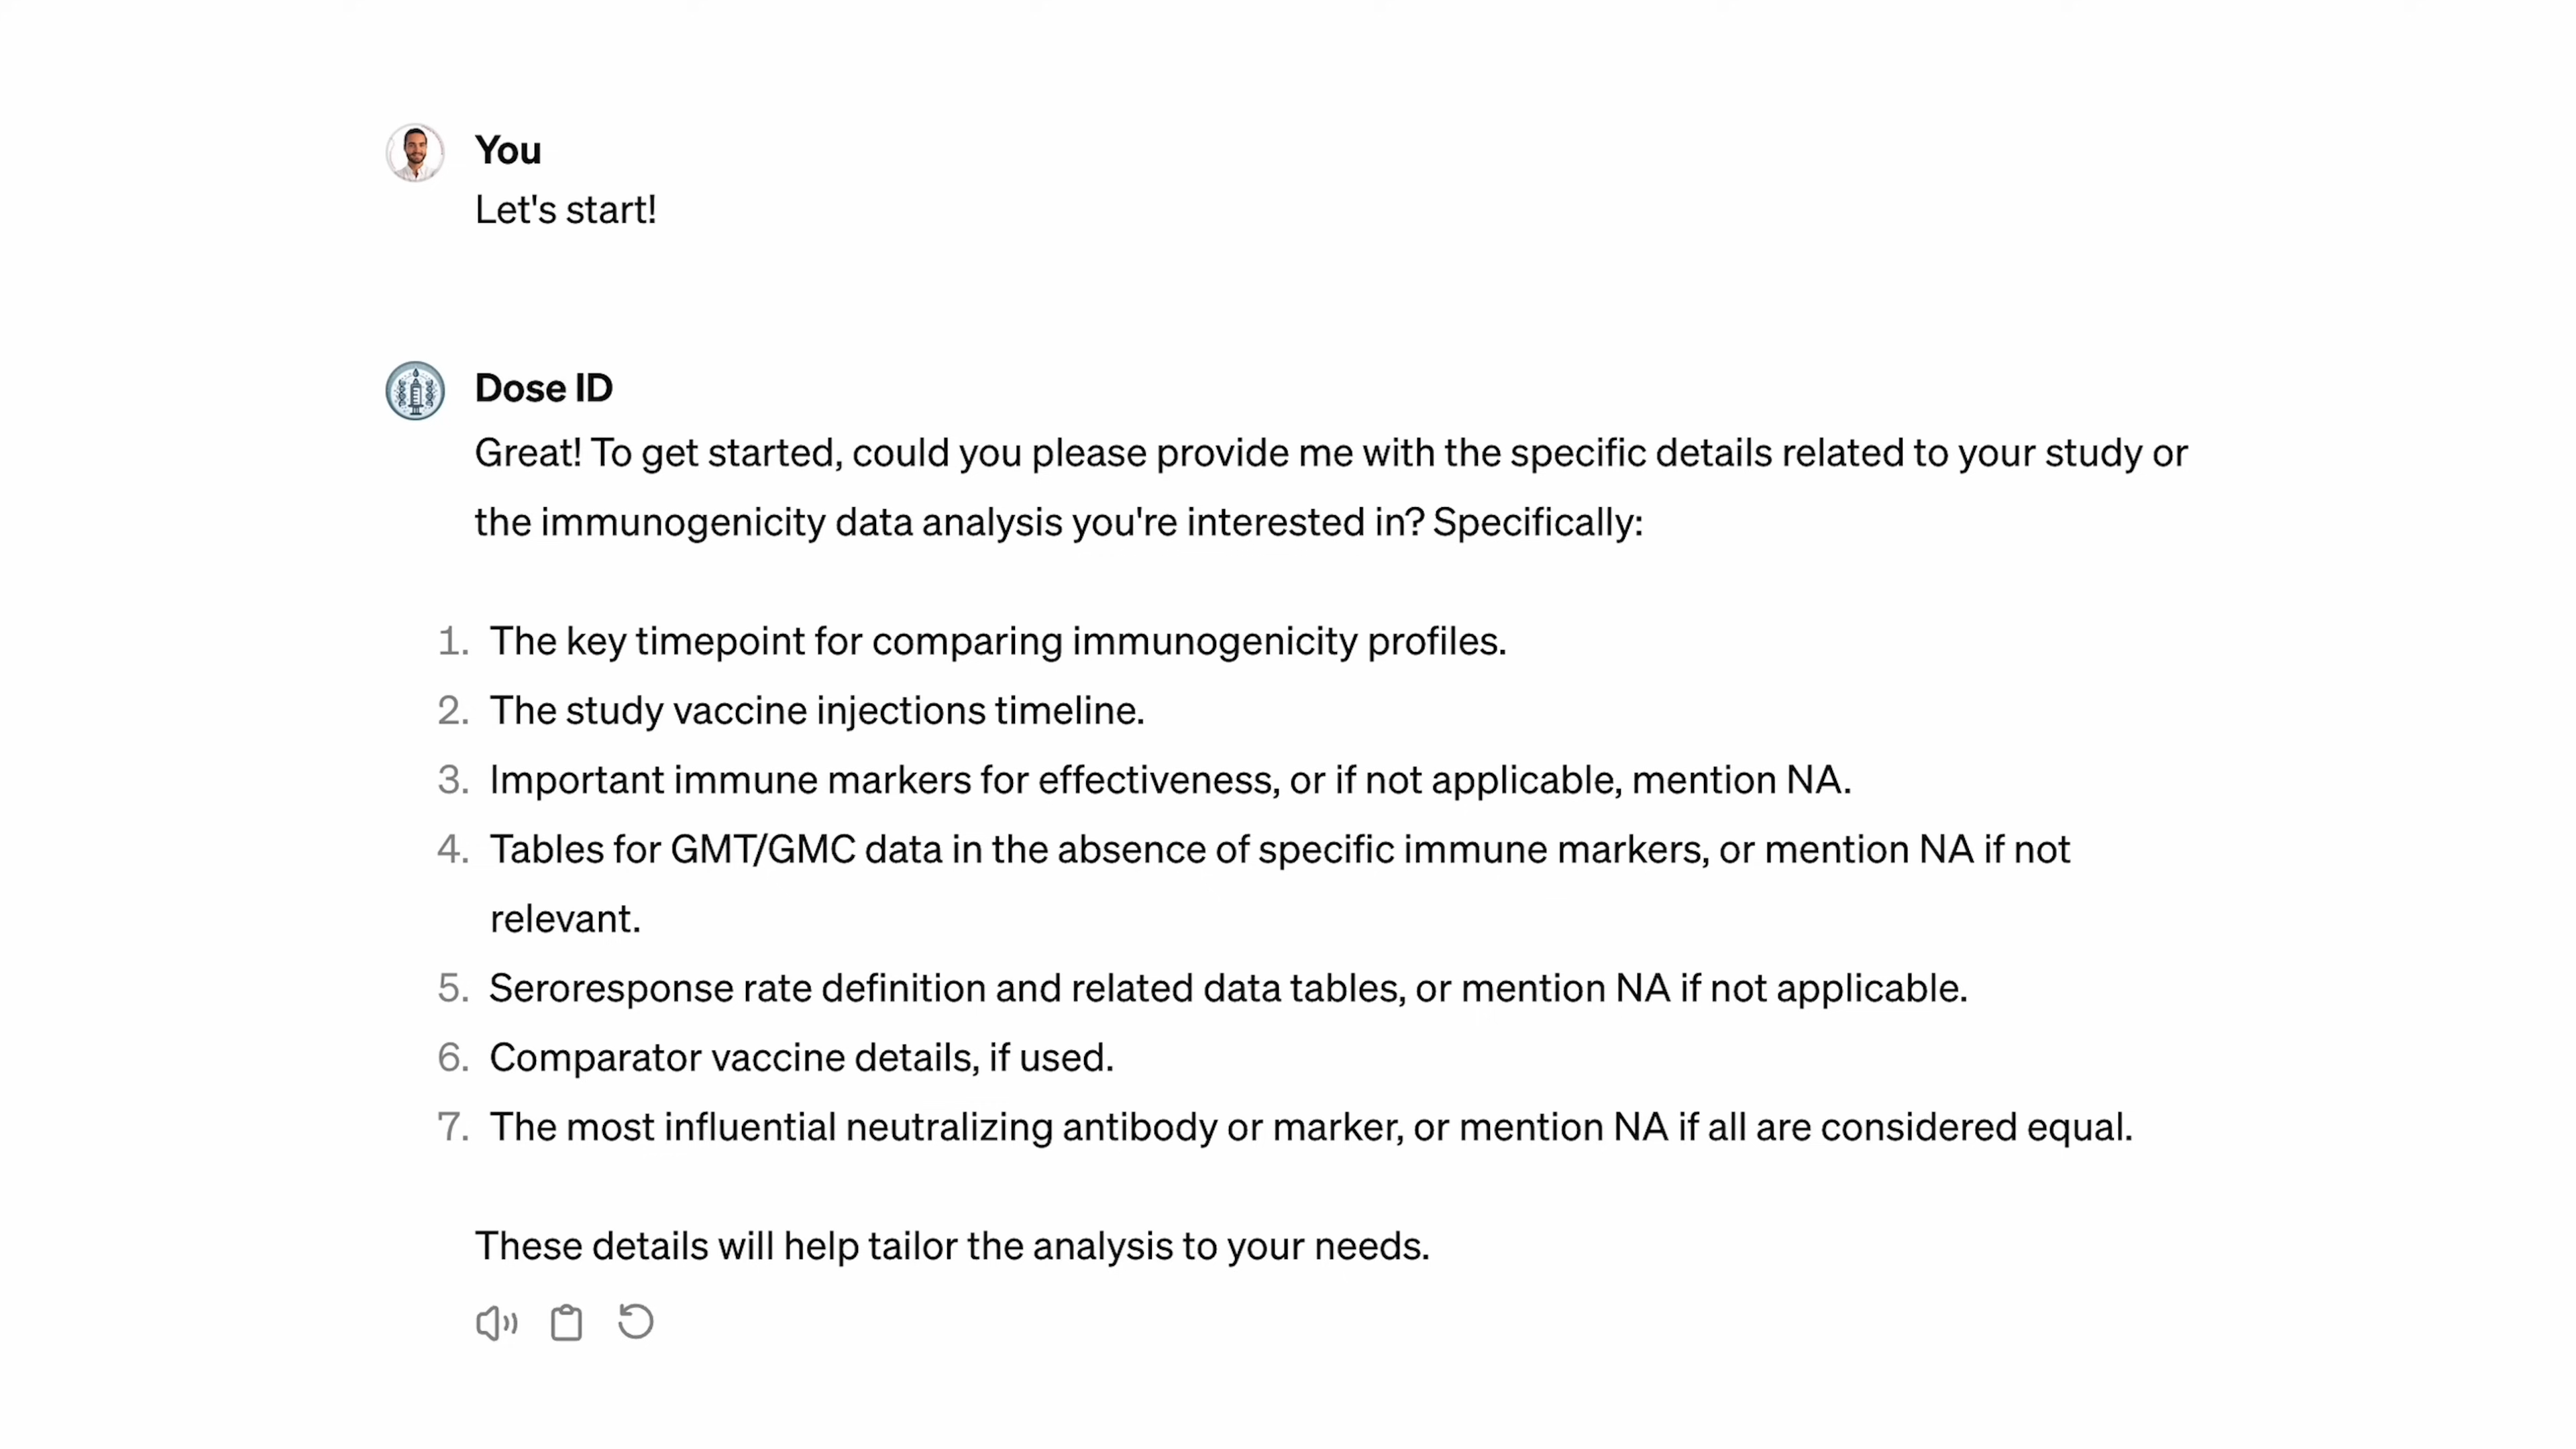 You
Let's start!
Dose ID
Great! To get started, could you please provide me with the specific details related to your study or
the immunogenicity data analysis you're interested in? Specifically:
1. The key timepoint for comparing immunogenicity profiles.
2. The study vaccine injections timeline.
3. Important immune markers for effectiveness, or if not applicable, mention NA.
4. Tables for GMT/GMC data in the absence of specific immune markers, or mention NA if not
relevant.
5. Seroresponse rate definition and related data tables, or mention NA if not applicable.
6. Comparator vaccine details, if used.
7. The most influential neutralizing antibody or marker, or mention NA if all are considered equal.
These details will help tailor the analysis to your needs.